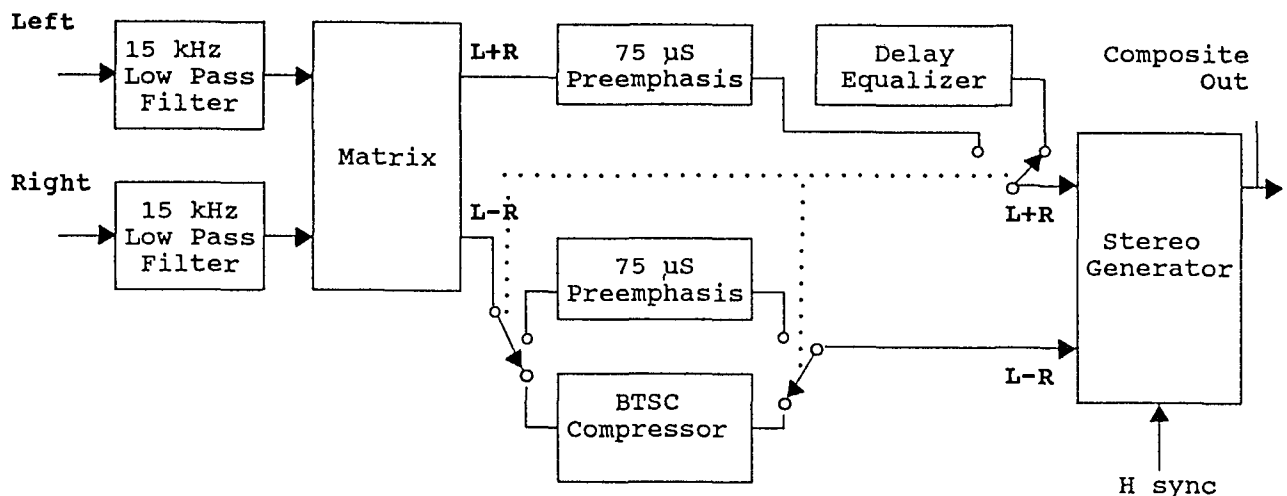 Left
15 kHz
Low Pass
Filter
Matrix
L+R
75 µS
Preemphasis
Delay
Equalizer
Composite
Out
Right
15 kHz
Low Pass
Filter
L-R
75 µS
Preemphasis
L+R
Stereo
Generator
BTSC
Compressor
L-R
H sync